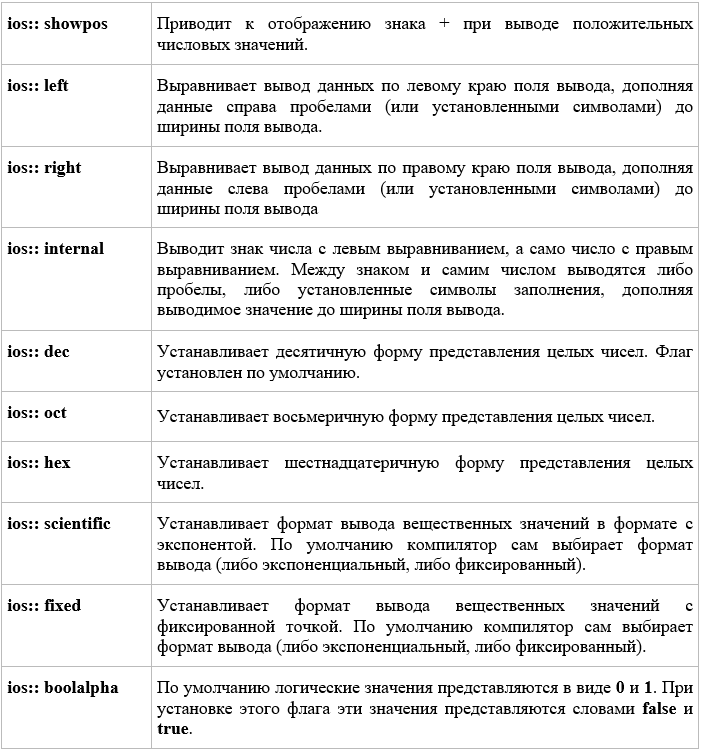 ios:: showpos
Приводит к отображению знака + при выводе положительных
числовых значений.
ios:: left
Выравнивает вывод данных по левому краю поля вывода, дополняя
данные справа пробелами (или установленными символами) до
ширины поля вывода.
ios:: right
Выравнивает вывод данных по правому краю поля вывода, дополняя
данные слева пробелами (или установленными символами) до
ширины поля вывода
ios:: internal
Выводит знак числа с левым выравниванием, а само число с правым
выравниванием. Между знаком и самим числом выводятся либо
пробелы, либо установленные символы заполнения, дополняя
выводимое значение до ширины поля вывода.
ios:: dec
Устанавливает десятичную форму представления целых чисел. Флаг
установлен по умолчанию.
ios:: oct
Устанавливает восьмеричную форму представления целых чисел.
ios:: hex
Устанавливает шестнадцатеричную форму представления целых
чисел.
ios:: scientific
Устанавливает формат вывода вещественных значений в формате с
экспонентой. По умолчанию компилятор сам выбирает формат
вывода (либо экспоненциальный, либо фиксированный).
ios:: fixed
Устанавливает формат вывода вещественных значений с
фиксированной точкой. По умолчанию компилятор сам выбирает
формат вывода (либо экспоненциальный, либо фиксированный).
ios:: boolalpha
По умолчанию логические значения представляются в виде 0 и 1. При
установке этого флага эти значения представляются словами false и
true.